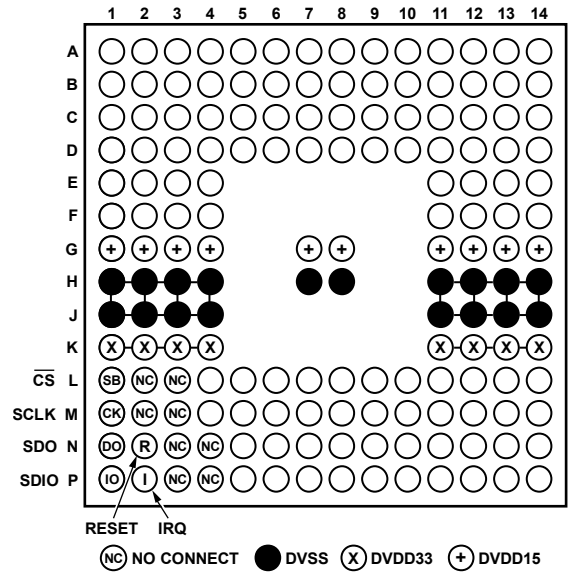 1 2 3 4 5 6 7 8 9 10 11 12 13 14
A
B
C
D
E
F
G + + + + + + + + + +
H
J
K X X X X X X X X
CS L SB NC NC
SCLK M CK NC NC
SDO N DO R NC NC
SDIO P IO I NC NC
RESET IRQ
NC NO CONNECT DVSS X DVDD33 + DVDD15